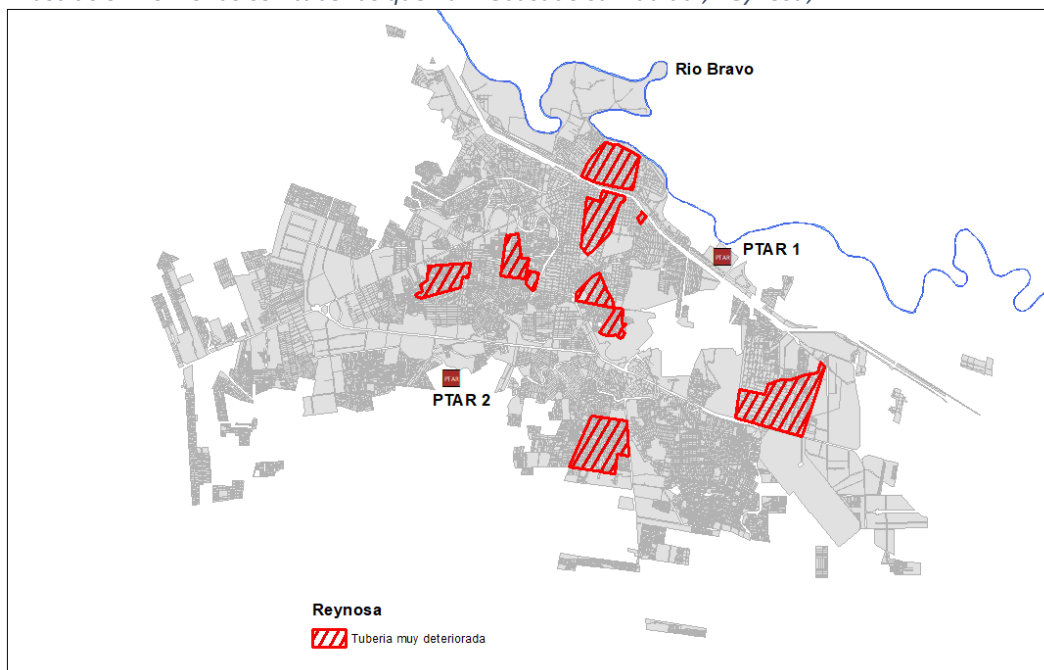 Rio Bravo
PTAR
PTAR 1
PTAR
PTAR 2
Reynosa
Tuberia muy deteriorada